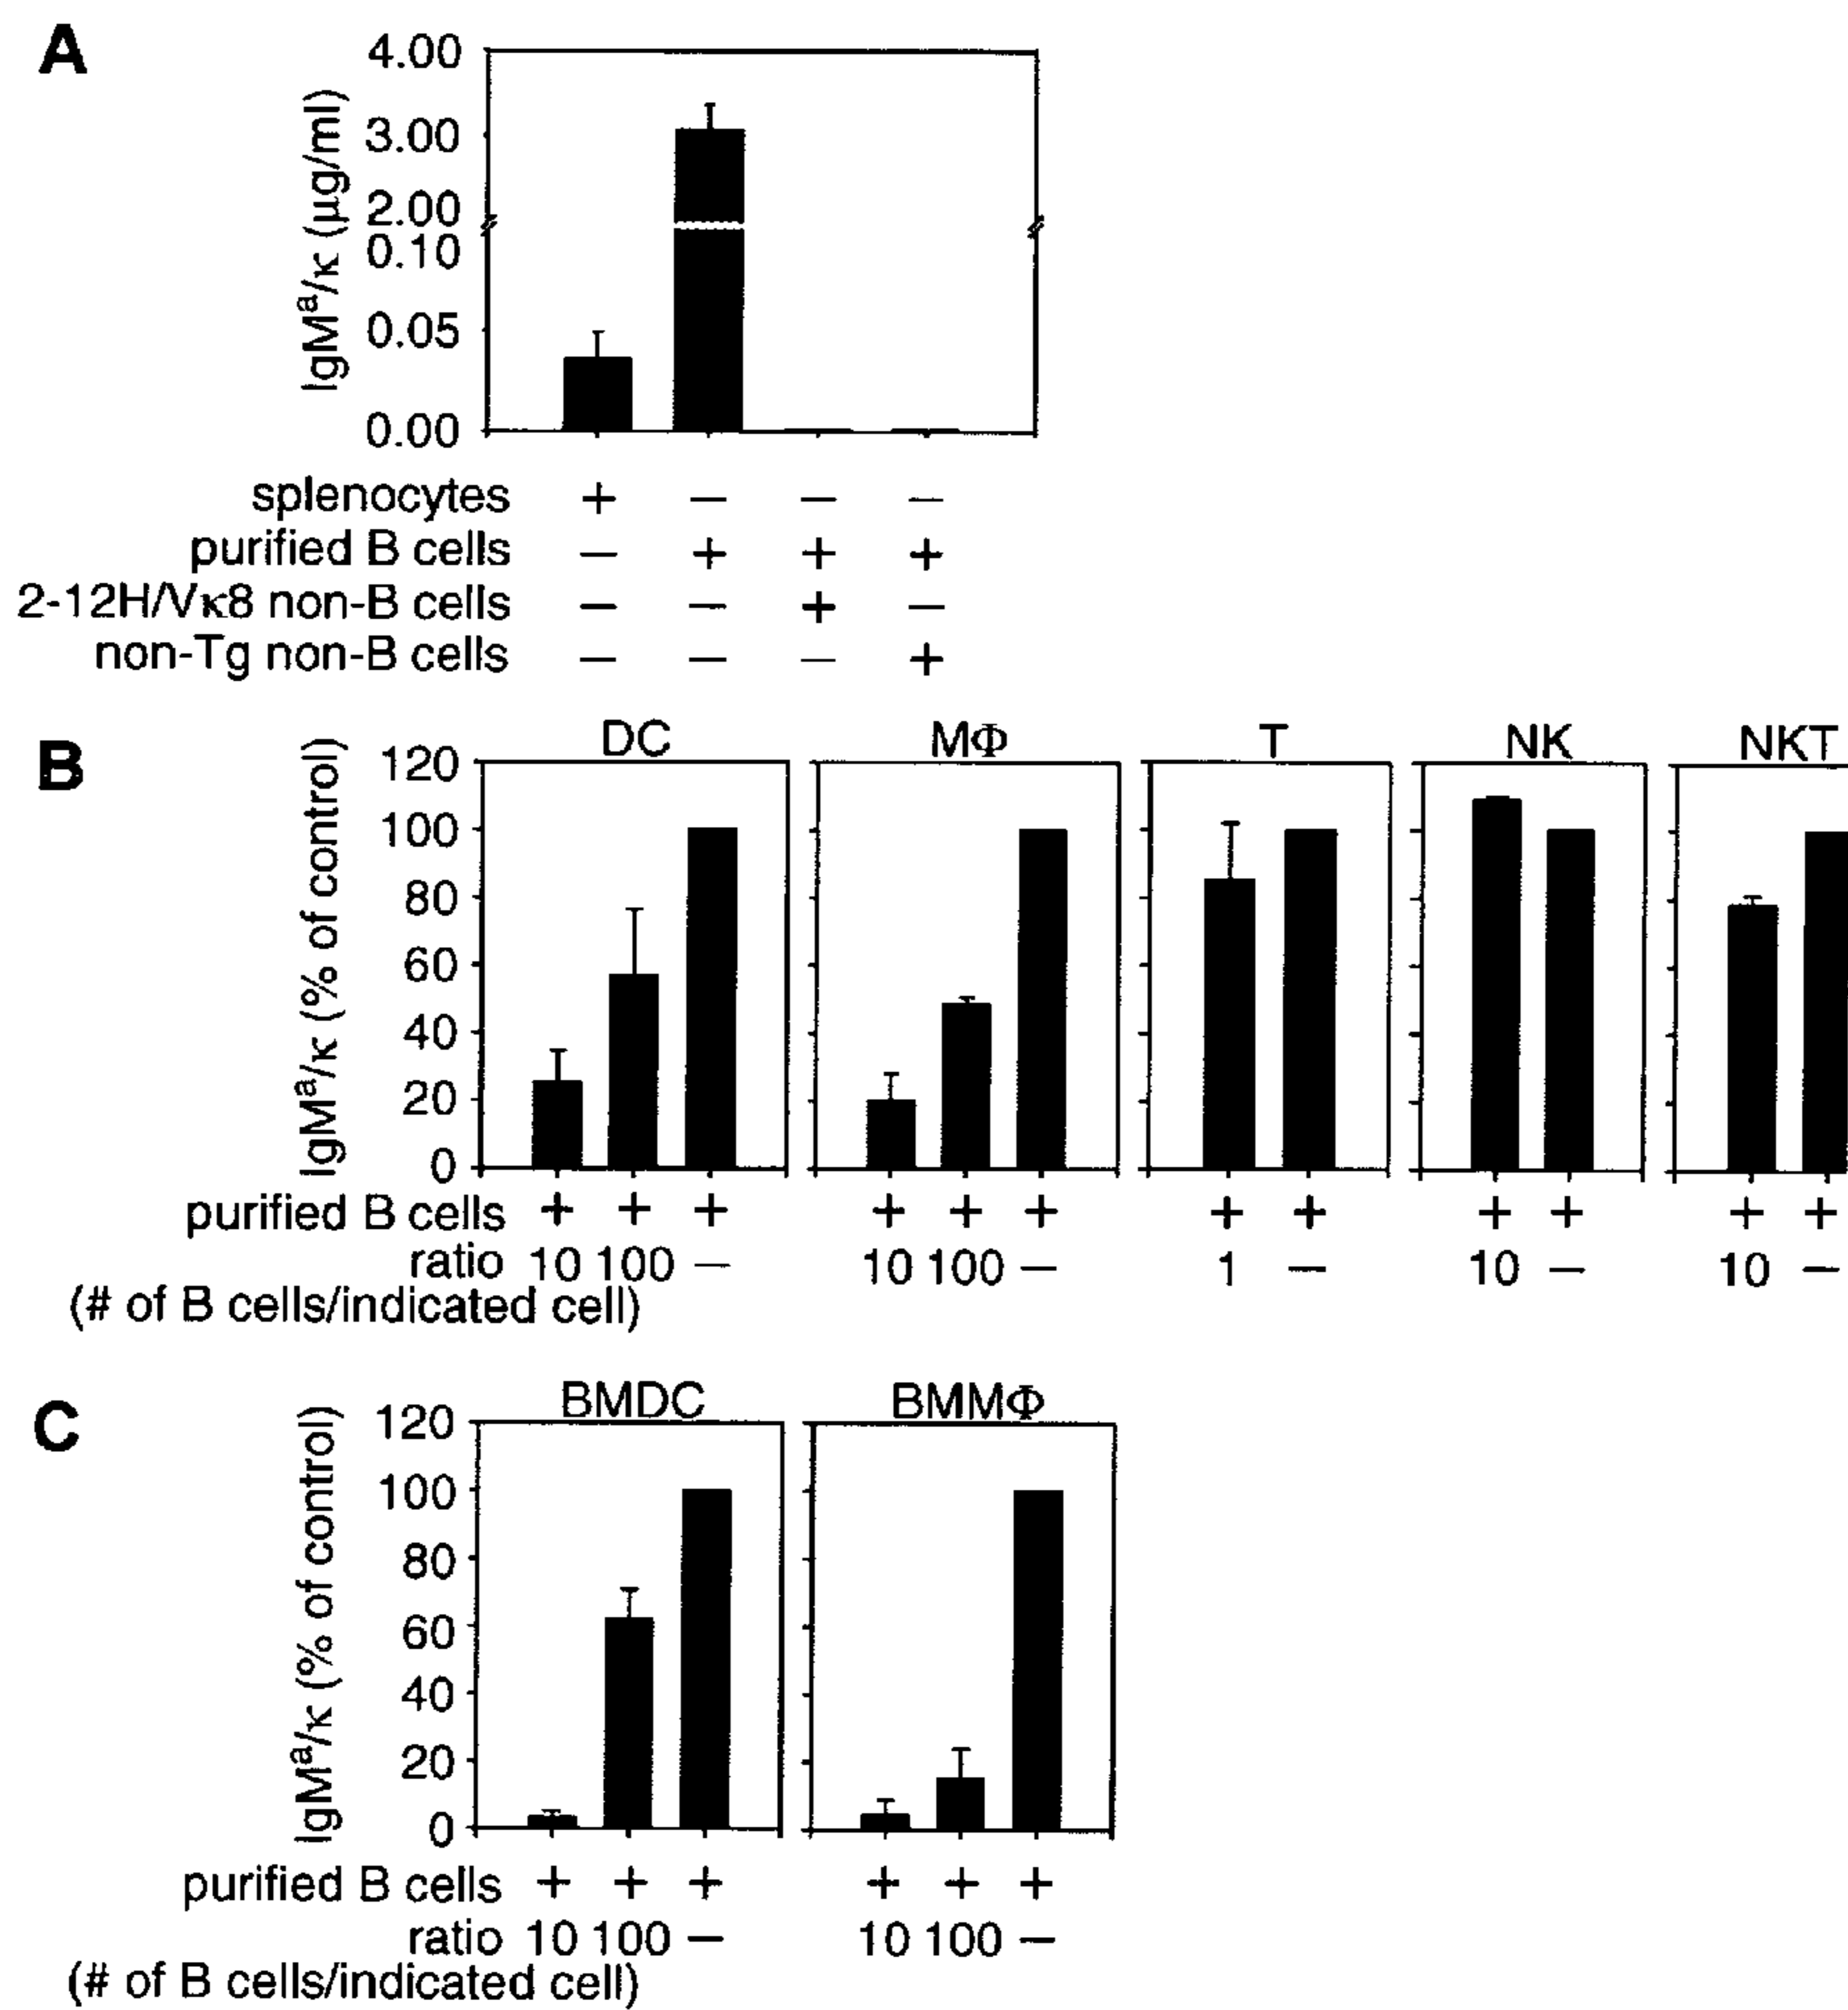 A
IgMᵃ/κ (µg/ml)
4.00
3.00
2.00
0.10
0.05
0.00
splenocytes + — — —
purified B cells — + + +
2-12H/Vκ8 non-B cells — — + —
non-Tg non-B cells — — — +
B
IgMᵃ/κ (% of control)
DC MΦ T NK NKT
120
100
80
60
40
20
0
purified B cells + + + + + + + + + + + +
ratio 10 100 — 10 100 — 1 — 10 — 10 —
(# of B cells/indicated cell)
C
IgMᵃ/κ (% of control)
BMDC BMMΦ
120
100
80
60
40
20
0
purified B cells + + + + + +
ratio 10 100 — 10 100 —
(# of B cells/indicated cell)